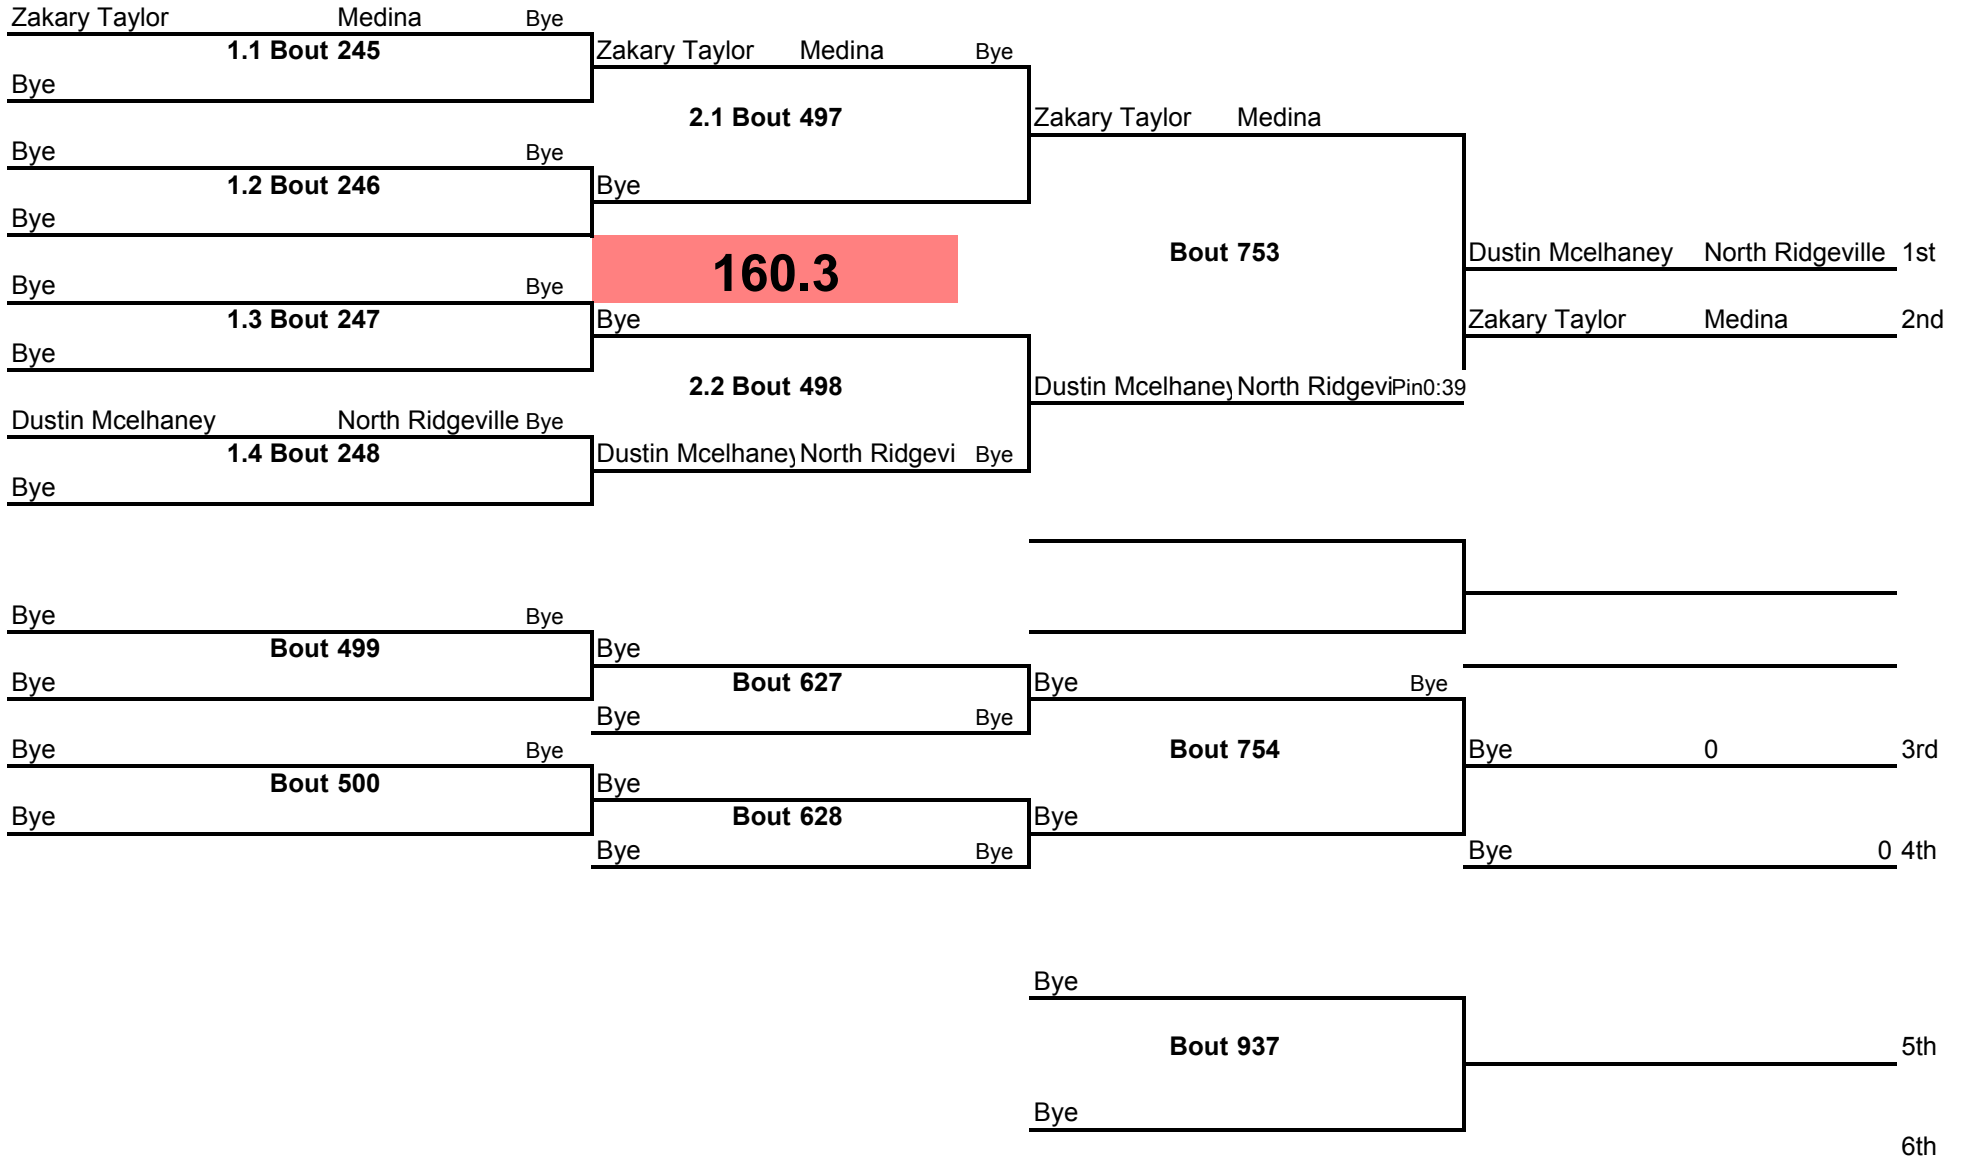 Zakary Taylor Medina Bye
1.1 Bout 245
Zakary Taylor Medina Bye
Bye
2.1 Bout 497
Zakary Taylor Medina
Bye Bye
1.2 Bout 246
Bye
Bye
160.3
Bout 753
Dustin Mcelhaney North Ridgeville 1st
Bye Bye
1.3 Bout 247
Bye
Zakary Taylor Medina 2nd
Bye
2.2 Bout 498
Dustin Mcelhaney North Ridgevi Pin0:39
Dustin Mcelhaney North Ridgeville Bye
1.4 Bout 248
Dustin Mcelhaney North Ridgevi Bye
Bye
Bye Bye
Bout 499
Bye
Bye
Bout 627
Bye Bye
Bye Bye
Bye Bye
Bout 754
Bye 0 3rd
Bout 500
Bye
Bye
Bout 628
Bye
Bye Bye
Bye 0 4th
Bye
Bout 937
5th
Bye
6th